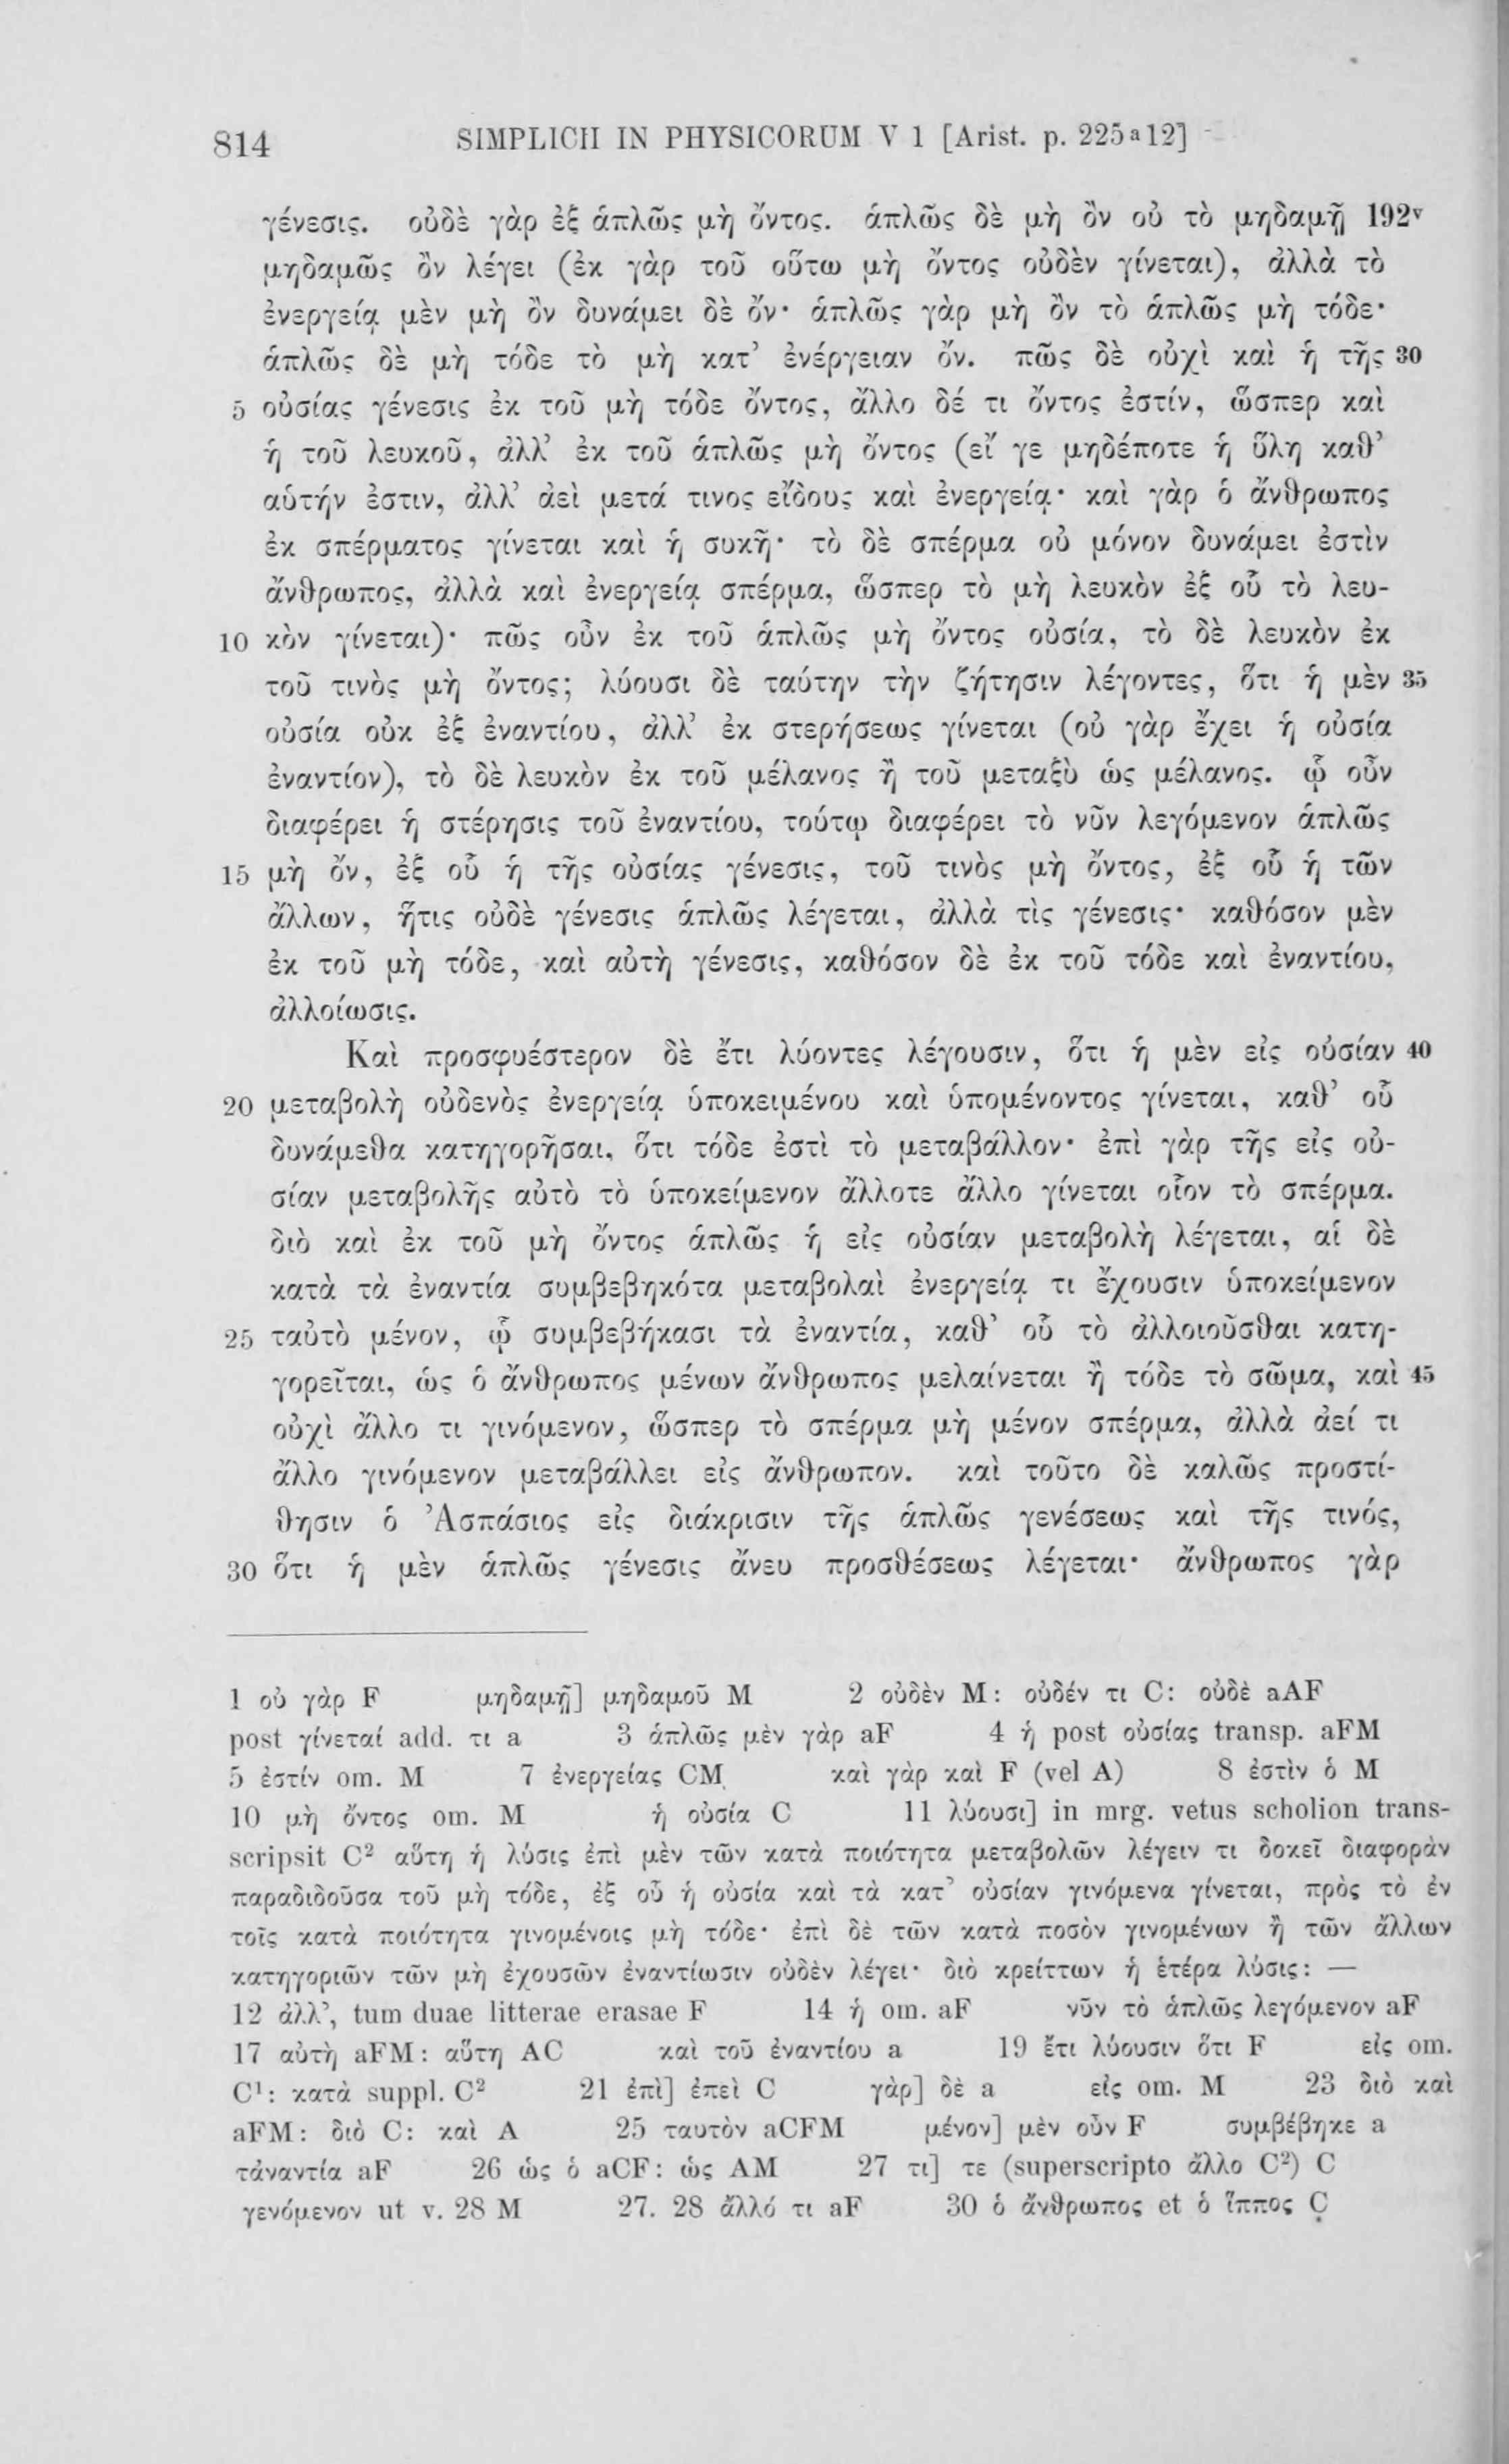 814 SIMPLICII IN PHYSICORUM V 1 [Arist. p. 225ᵃ12]
γένεσις. οὐδὲ γὰρ ἐξ ἁπλῶς μὴ ὄντος. ἁπλῶς δὲ μὴ ὂν οὐ τὸ μηδαμῇ 192ᵛ
μηδαμῶς ὂν λέγει (ἐκ γὰρ τοῦ οὕτω μὴ ὄντος οὐδὲν γίνεται), ἀλλὰ τὸ
ἐνεργείᾳ μὲν μὴ ὂν δυνάμει δὲ ὄν· ἁπλῶς γὰρ μὴ ὂν τὸ ἁπλῶς μὴ τόδε·
ἁπλῶς δὲ μὴ τόδε τὸ μὴ κατ’ ἐνέργειαν ὄν. πῶς δὲ οὐχὶ καὶ ἡ τῆς 30
5 οὐσίας γένεσις ἐκ τοῦ μὴ τόδε ὄντος, ἄλλο δέ τι ὄντος ἐστίν, ὥσπερ καὶ
ἡ τοῦ λευκοῦ, ἀλλ’ ἐκ τοῦ ἁπλῶς μὴ ὄντος (εἴ γε μηδέποτε ἡ ὕλη καθ’
αὑτήν ἐστιν, ἀλλ’ ἀεὶ μετά τινος εἴδους καὶ ἐνεργείᾳ· καὶ γὰρ ὁ ἄνθρωπος
ἐκ σπέρματος γίνεται καὶ ἡ συκῆ· τὸ δὲ σπέρμα οὐ μόνον δυνάμει ἐστὶν
ἄνθρωπος, ἀλλὰ καὶ ἐνεργείᾳ σπέρμα, ὥσπερ τὸ μὴ λευκὸν ἐξ οὗ τὸ λευ-
10 κὸν γίνεται)· πῶς οὖν ἐκ τοῦ ἁπλῶς μὴ ὄντος οὐσία, τὸ δὲ λευκὸν ἐκ
τοῦ τινὸς μὴ ὄντος; λύουσι δὲ ταύτην τὴν ζήτησιν λέγοντες, ὅτι ἡ μὲν 35
οὐσία οὐκ ἐξ ἐναντίου, ἀλλ’ ἐκ στερήσεως γίνεται (οὐ γὰρ ἔχει ἡ οὐσία
ἐναντίον), τὸ δὲ λευκὸν ἐκ τοῦ μέλανος ἢ τοῦ μεταξὺ ὡς μέλανος. ᾧ οὖν
διαφέρει ἡ στέρησις τοῦ ἐναντίου, τούτῳ διαφέρει τὸ νῦν λεγόμενον ἁπλῶς
15 μὴ ὄν, ἐξ οὗ ἡ τῆς οὐσίας γένεσις, τοῦ τινὸς μὴ ὄντος, ἐξ οὗ ἡ τῶν
ἄλλων, ἥτις οὐδὲ γένεσις ἁπλῶς λέγεται, ἀλλὰ τὶς γένεσις· καθόσον μὲν
ἐκ τοῦ μὴ τόδε, καὶ αὐτὴ γένεσις, καθόσον δὲ ἐκ τοῦ τόδε καὶ ἐναντίου,
ἀλλοίωσις.
Καὶ προσφυέστερον δὲ ἔτι λύοντες λέγουσιν, ὅτι ἡ μὲν εἰς οὐσίαν 40
20 μεταβολὴ οὐδενὸς ἐνεργείᾳ ὑποκειμένου καὶ ὑπομένοντος γίνεται, καθ’ οὗ
δυνάμεθα κατηγορῆσαι, ὅτι τόδε ἐστὶ τὸ μεταβάλλον· ἐπὶ γὰρ τῆς εἰς οὐ-
σίαν μεταβολῆς αὐτὸ τὸ ὑποκείμενον ἄλλοτε ἄλλο γίνεται οἷον τὸ σπέρμα.
διὸ καὶ ἐκ τοῦ μὴ ὄντος ἁπλῶς ἡ εἰς οὐσίαν μεταβολὴ λέγεται, αἱ δὲ
κατὰ τὰ ἐναντία συμβεβηκότα μεταβολαὶ ἐνεργείᾳ τι ἔχουσιν ὑποκείμενον
25 ταὐτὸ μένον, ᾧ συμβεβήκασι τὰ ἐναντία, καθ’ οὗ τὸ ἀλλοιοῦσθαι κατη-
γορεῖται, ὡς ὁ ἄνθρωπος μένων ἄνθρωπος μελαίνεται ἢ τόδε τὸ σῶμα, καὶ 45
οὐχὶ ἄλλο τι γινόμενον, ὥσπερ τὸ σπέρμα μὴ μένον σπέρμα, ἀλλὰ ἀεί τι
ἄλλο γινόμενον μεταβάλλει εἰς ἄνθρωπον. καὶ τοῦτο δὲ καλῶς προστί-
θησιν ὁ Ἀσπάσιος εἰς διάκρισιν τῆς ἁπλῶς γενέσεως καὶ τῆς τινός,
30 ὅτι ἡ μὲν ἁπλῶς γένεσις ἄνευ προσθέσεως λέγεται· ἄνθρωπος γὰρ
1 οὐ γὰρ F μηδαμῇ] μηδαμοῦ M 2 οὐδὲν M: οὐδέν τι C: οὐδὲ aAF
post γίνεταί add. τι a 3 ἁπλῶς μὲν γὰρ aF 4 ἡ post οὐσίας transp. aFM
5 ἐστίν om. M 7 ἐνεργείας CM καὶ γὰρ καὶ F (vel A) 8 ἐστὶν ὁ M
10 μὴ ὄντος om. M ἡ οὐσία C 11 λύουσι] in mrg. vetus scholion trans-
scripsit C² αὕτη ἡ λύσις ἐπὶ μὲν τῶν κατὰ ποιότητα μεταβολῶν λέγειν τι δοκεῖ διαφορὰν
παραδιδοῦσα τοῦ μὴ τόδε, ἐξ οὗ ἡ οὐσία καὶ τὰ κατ’ οὐσίαν γινόμενα γίνεται, πρὸς τὸ ἐν
τοῖς κατὰ ποιότητα γινομένοις μὴ τόδε· ἐπὶ δὲ τῶν κατὰ ποσὸν γινομένων ἢ τῶν ἄλλων
κατηγοριῶν τῶν μὴ ἐχουσῶν ἐναντίωσιν οὐδὲν λέγει· διὸ κρείττων ἡ ἑτέρα λύσις: —
12 ἀλλ’, tum duae litterae erasae F 14 ἡ om. aF νῦν τὸ ἁπλῶς λεγόμενον aF
17 αὐτὴ aFM: αὕτη AC καὶ τοῦ ἐναντίου a 19 ἔτι λύουσιν ὅτι F εἰς om.
C¹: κατὰ suppl. C² 21 ἐπὶ] ἐπεὶ C γὰρ] δὲ a εἰς om. M 23 διὸ καὶ
aFM: διὸ C: καὶ A 25 ταυτὸν aCFM μένον] μὲν οὖν F συμβέβηκε a
τἀναντία aF 26 ὡς ὁ aCF: ὡς AM 27 τι] τε (superscripto ἄλλο C²) C
γενόμενον ut v. 28 M 27. 28 ἄλλό τι aF 30 ὁ ἄνθρωπος et ὁ ἵππος C